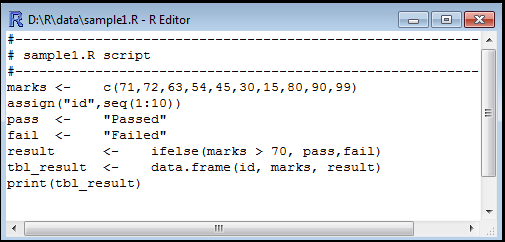 D:\R\data\sample1.R - R Editor
#---------------------------------------------------------------
# sample1.R script
#---------------------------------------------------------------
marks <-    c(71,72,63,54,45,30,15,80,90,99)
assign("id",seq(1:10))
pass  <-    "Passed"
fail  <-    "Failed"
result      <-    ifelse(marks > 70, pass,fail)
tbl_result  <-    data.frame(id, marks, result)
print(tbl_result)